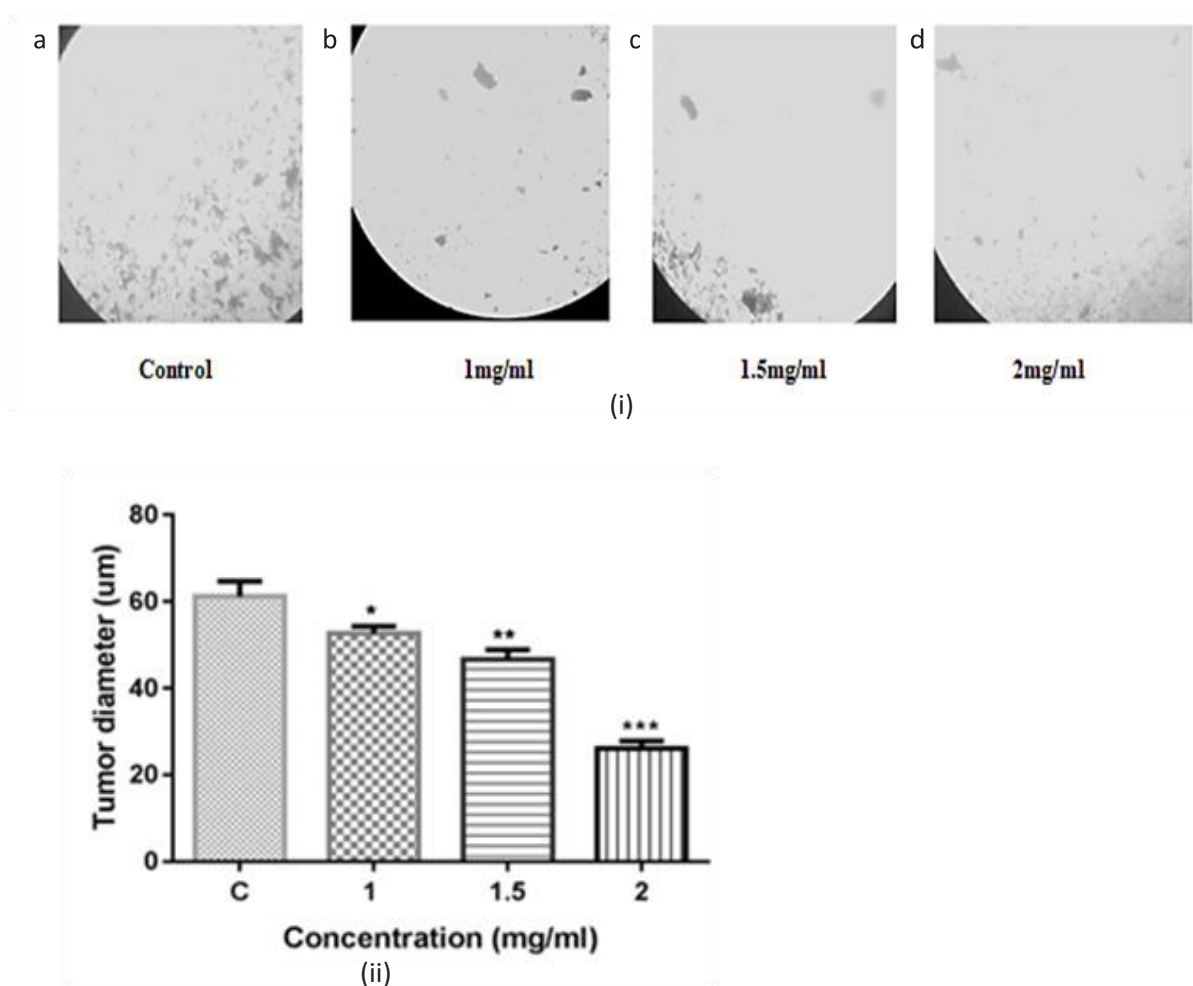 a b c d
Control 1mg/ml 1.5mg/ml 2mg/ml
(i)
80
60
40
20
0
Tumor diameter (um)
*
**
***
C 1 1.5 2
Concentration (mg/ml)
(ii)